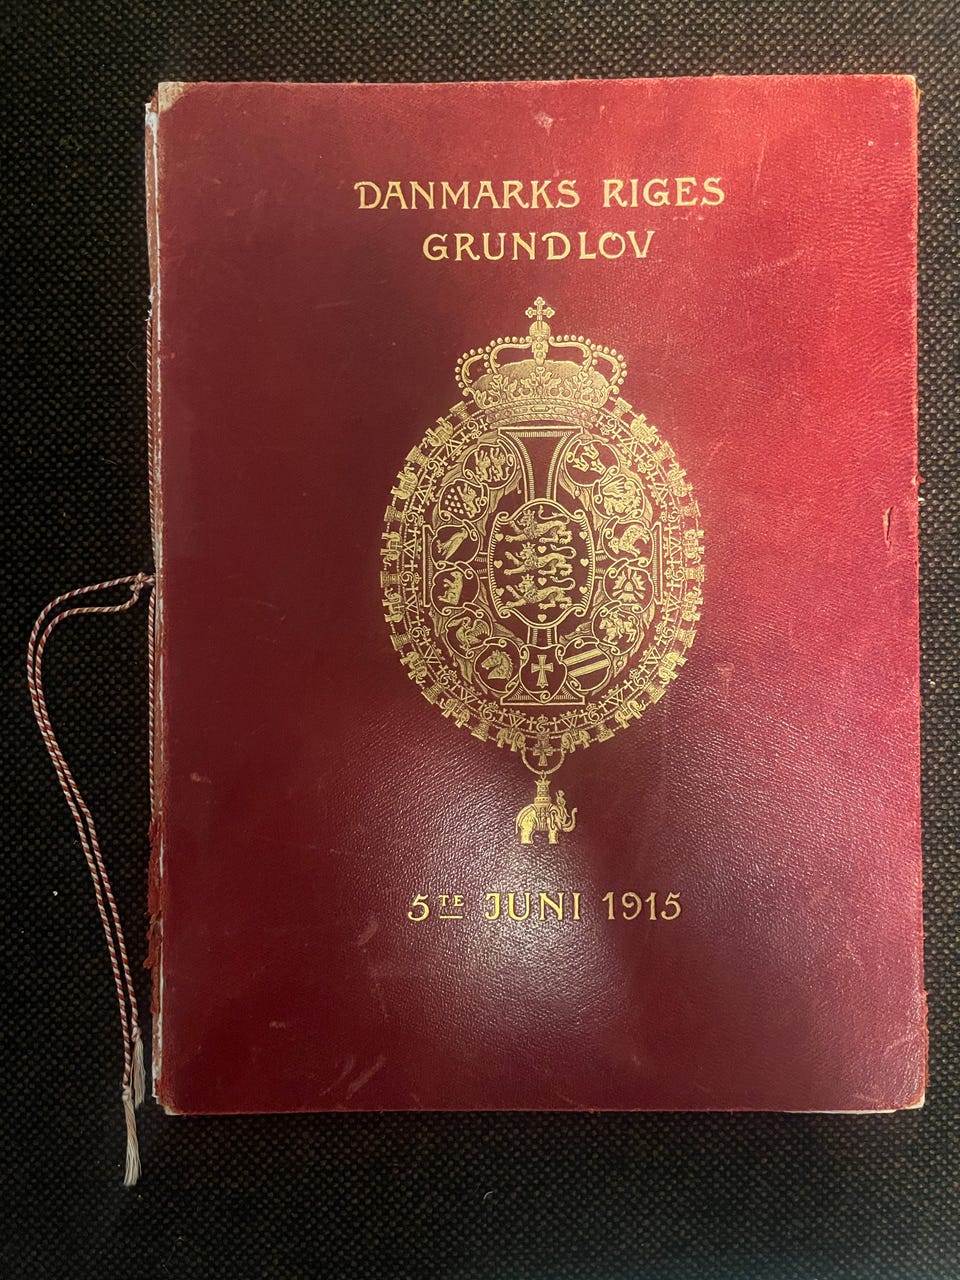 DANMARKS RIGES
GRUNDLOV
5TE JUNI 1915